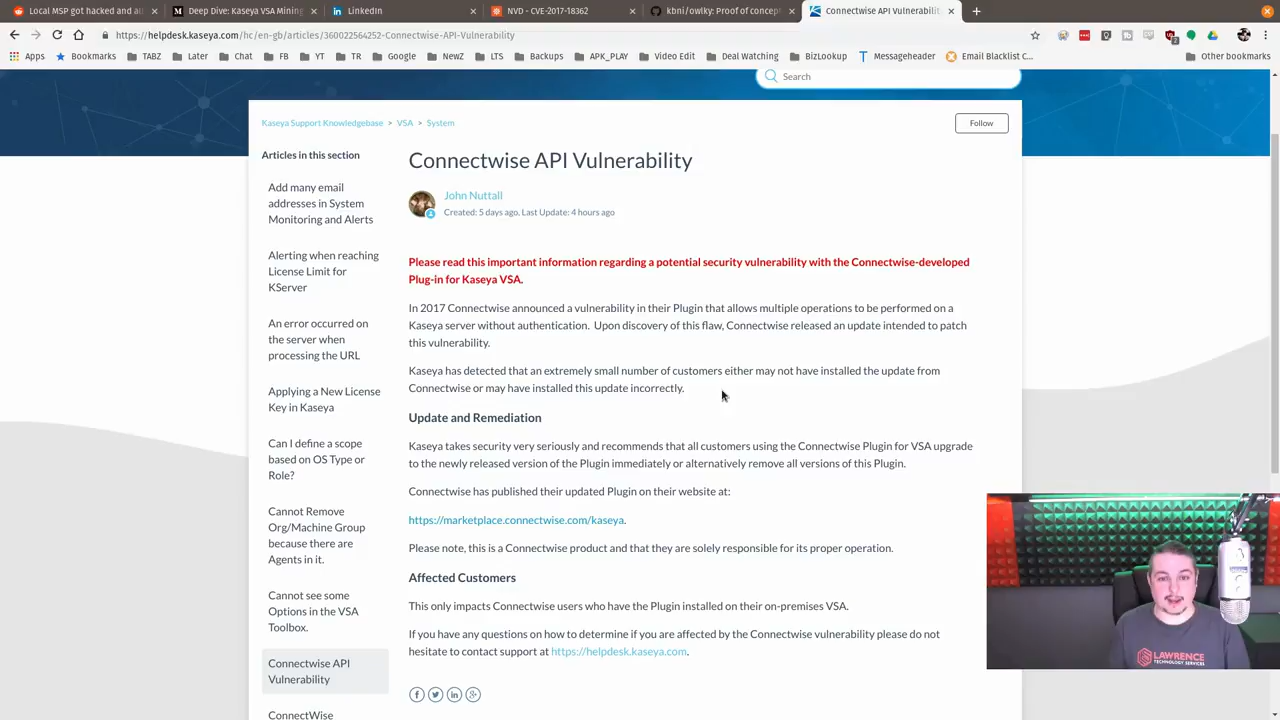 Local MSP got hacked and all
Deep Dive: Kaseya VSA Mining
LinkedIn
NVD - CVE-2017-18362
kbni/owlky: Proof of concept
Connectwise API Vulnerabilit
https://helpdesk.kaseya.com/hc/en-gb/articles/360022564252-Connectwise-API-Vulnerability
Apps Bookmarks TABZ Later Chat FB YT TR Google NewZ LTS Backups APK_PLAY Video Edit Deal Watching BizLookup Messageheader Email Blacklist C... Other bookmarks
Search
Kaseya Support Knowledgebase > VSA > System
Follow
Articles in this section
Add many email
addresses in System
Monitoring and Alerts
Alerting when reaching
License Limit for
KServer
An error occurred on
the server when
processing the URL
Applying a New License
Key in Kaseya
Can I define a scope
based on OS Type or
Role?
Cannot Remove
Org/Machine Group
because there are
Agents in it.
Cannot see some
Options in the VSA
Toolbox.
Connectwise API
Vulnerability
ConnectWise
Connectwise API Vulnerability
John Nuttall
Created: 5 days ago, Last Update: 4 hours ago
Please read this important information regarding a potential security vulnerability with the Connectwise-developed
Plug-in for Kaseya VSA.
In 2017 Connectwise announced a vulnerability in their Plugin that allows multiple operations to be performed on a
Kaseya server without authentication. Upon discovery of this flaw, Connectwise released an update intended to patch
this vulnerability.
Kaseya has detected that an extremely small number of customers either may not have installed the update from
Connectwise or may have installed this update incorrectly.
Update and Remediation
Kaseya takes security very seriously and recommends that all customers using the Connectwise Plugin for VSA upgrade
to the newly released version of the Plugin immediately or alternatively remove all versions of this Plugin.
Connectwise has published their updated Plugin on their website at:
https://marketplace.connectwise.com/kaseya.
Please note, this is a Connectwise product and that they are solely responsible for its proper operation.
Affected Customers
This only impacts Connectwise users who have the Plugin installed on their on-premises VSA.
If you have any questions on how to determine if you are affected by the Connectwise vulnerability please do not
hesitate to contact support at https://helpdesk.kaseya.com.
LAWRENCE
TECHNOLOGY SERVICES